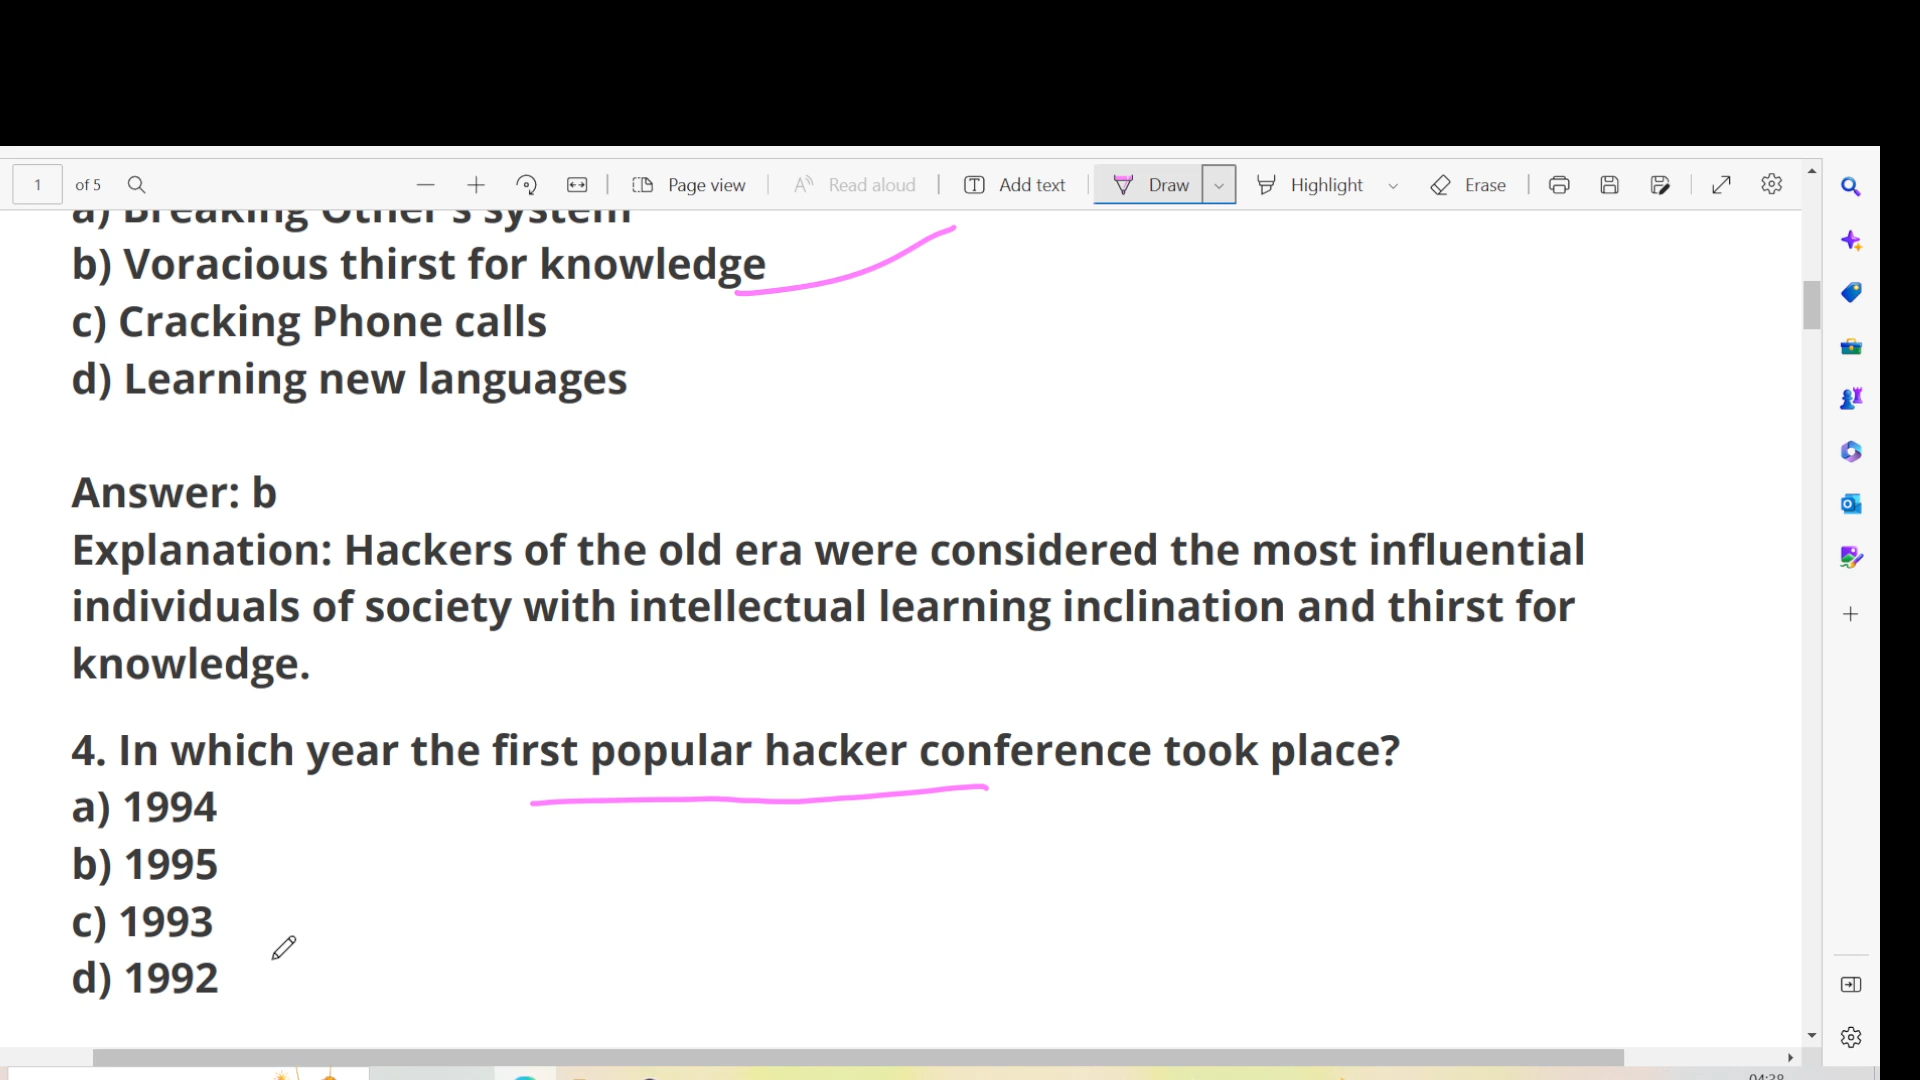 1 of 5 Page view Read aloud Add text Draw Highlight Erase
a) Breaking Other's system
b) Voracious thirst for knowledge
c) Cracking Phone calls
d) Learning new languages
Answer: b
Explanation: Hackers of the old era were considered the most influential
individuals of society with intellectual learning inclination and thirst for
knowledge.
4. In which year the first popular hacker conference took place?
a) 1994
b) 1995
c) 1993
d) 1992